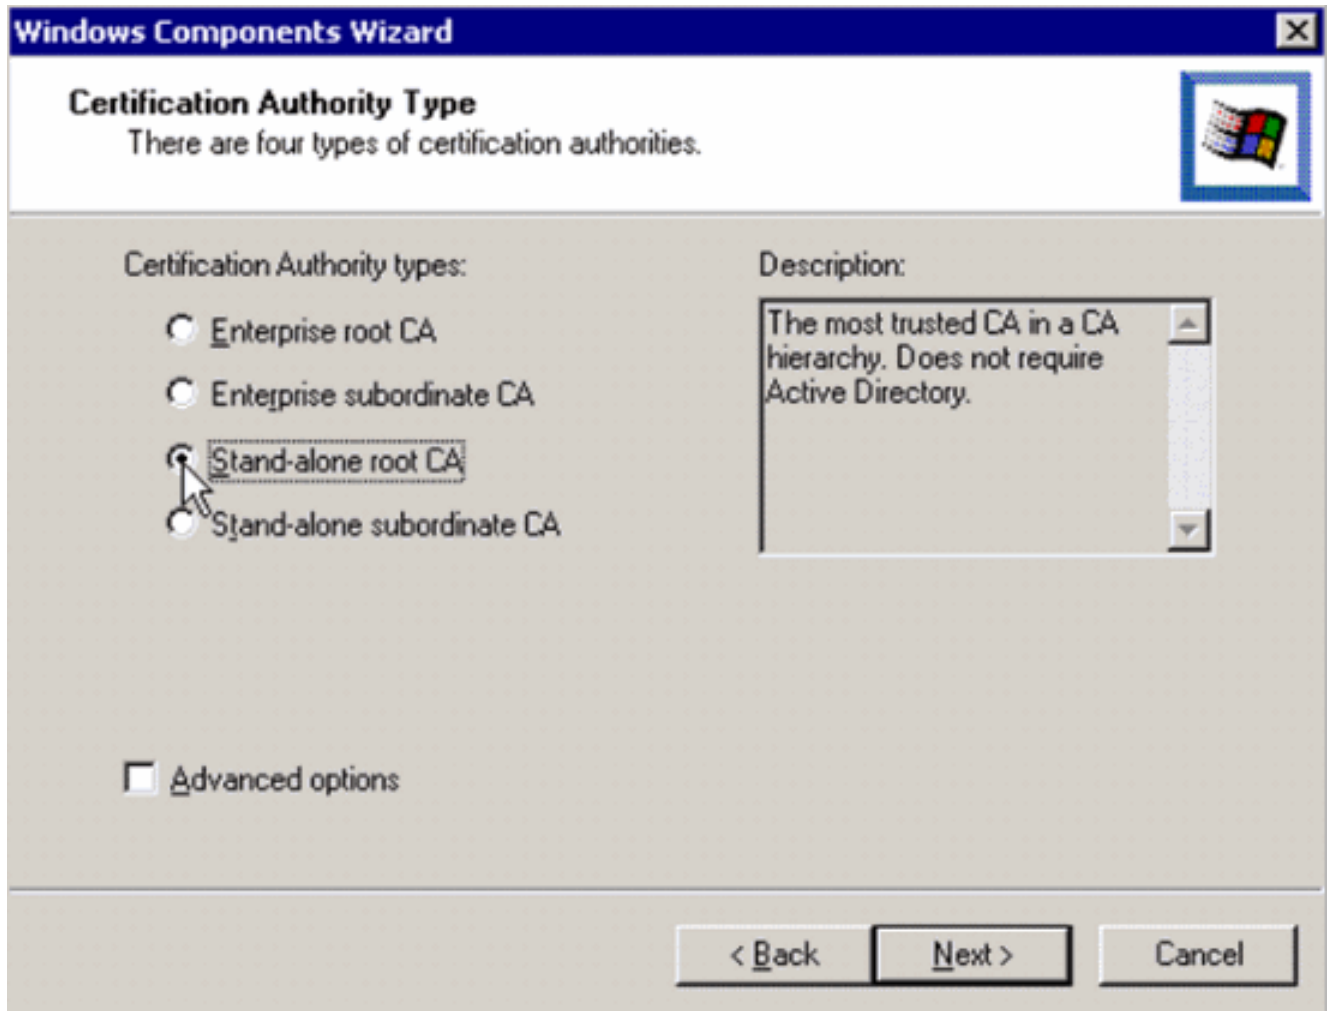 Windows Components Wizard
Certification Authority Type
There are four types of certification authorities.
Certification Authority types:
Enterprise root CA
Enterprise subordinate CA
Stand-alone root CA
Stand-alone subordinate CA
Description:
The most trusted CA in a CA
hierarchy. Does not require
Active Directory.
Advanced options
< Back
Next >
Cancel